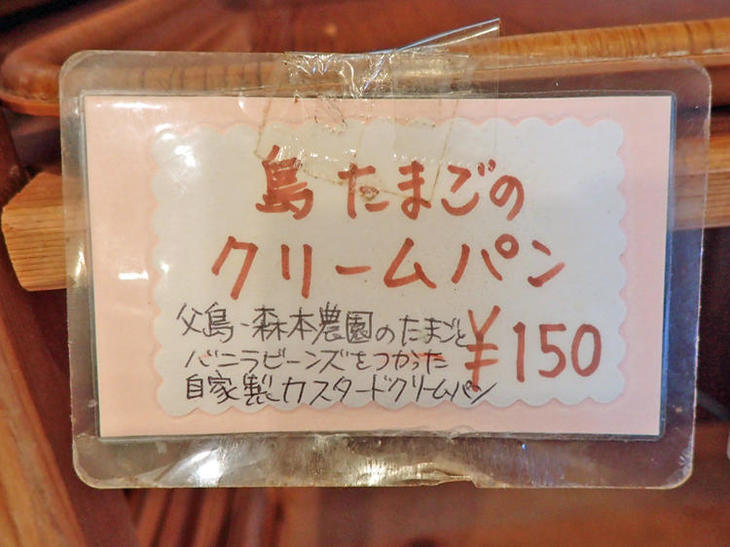 島たまごの
クリームパン
父島・森本農園のたまごと
バニラビーンズをつかった
自家製カスタードクリームパン
¥150